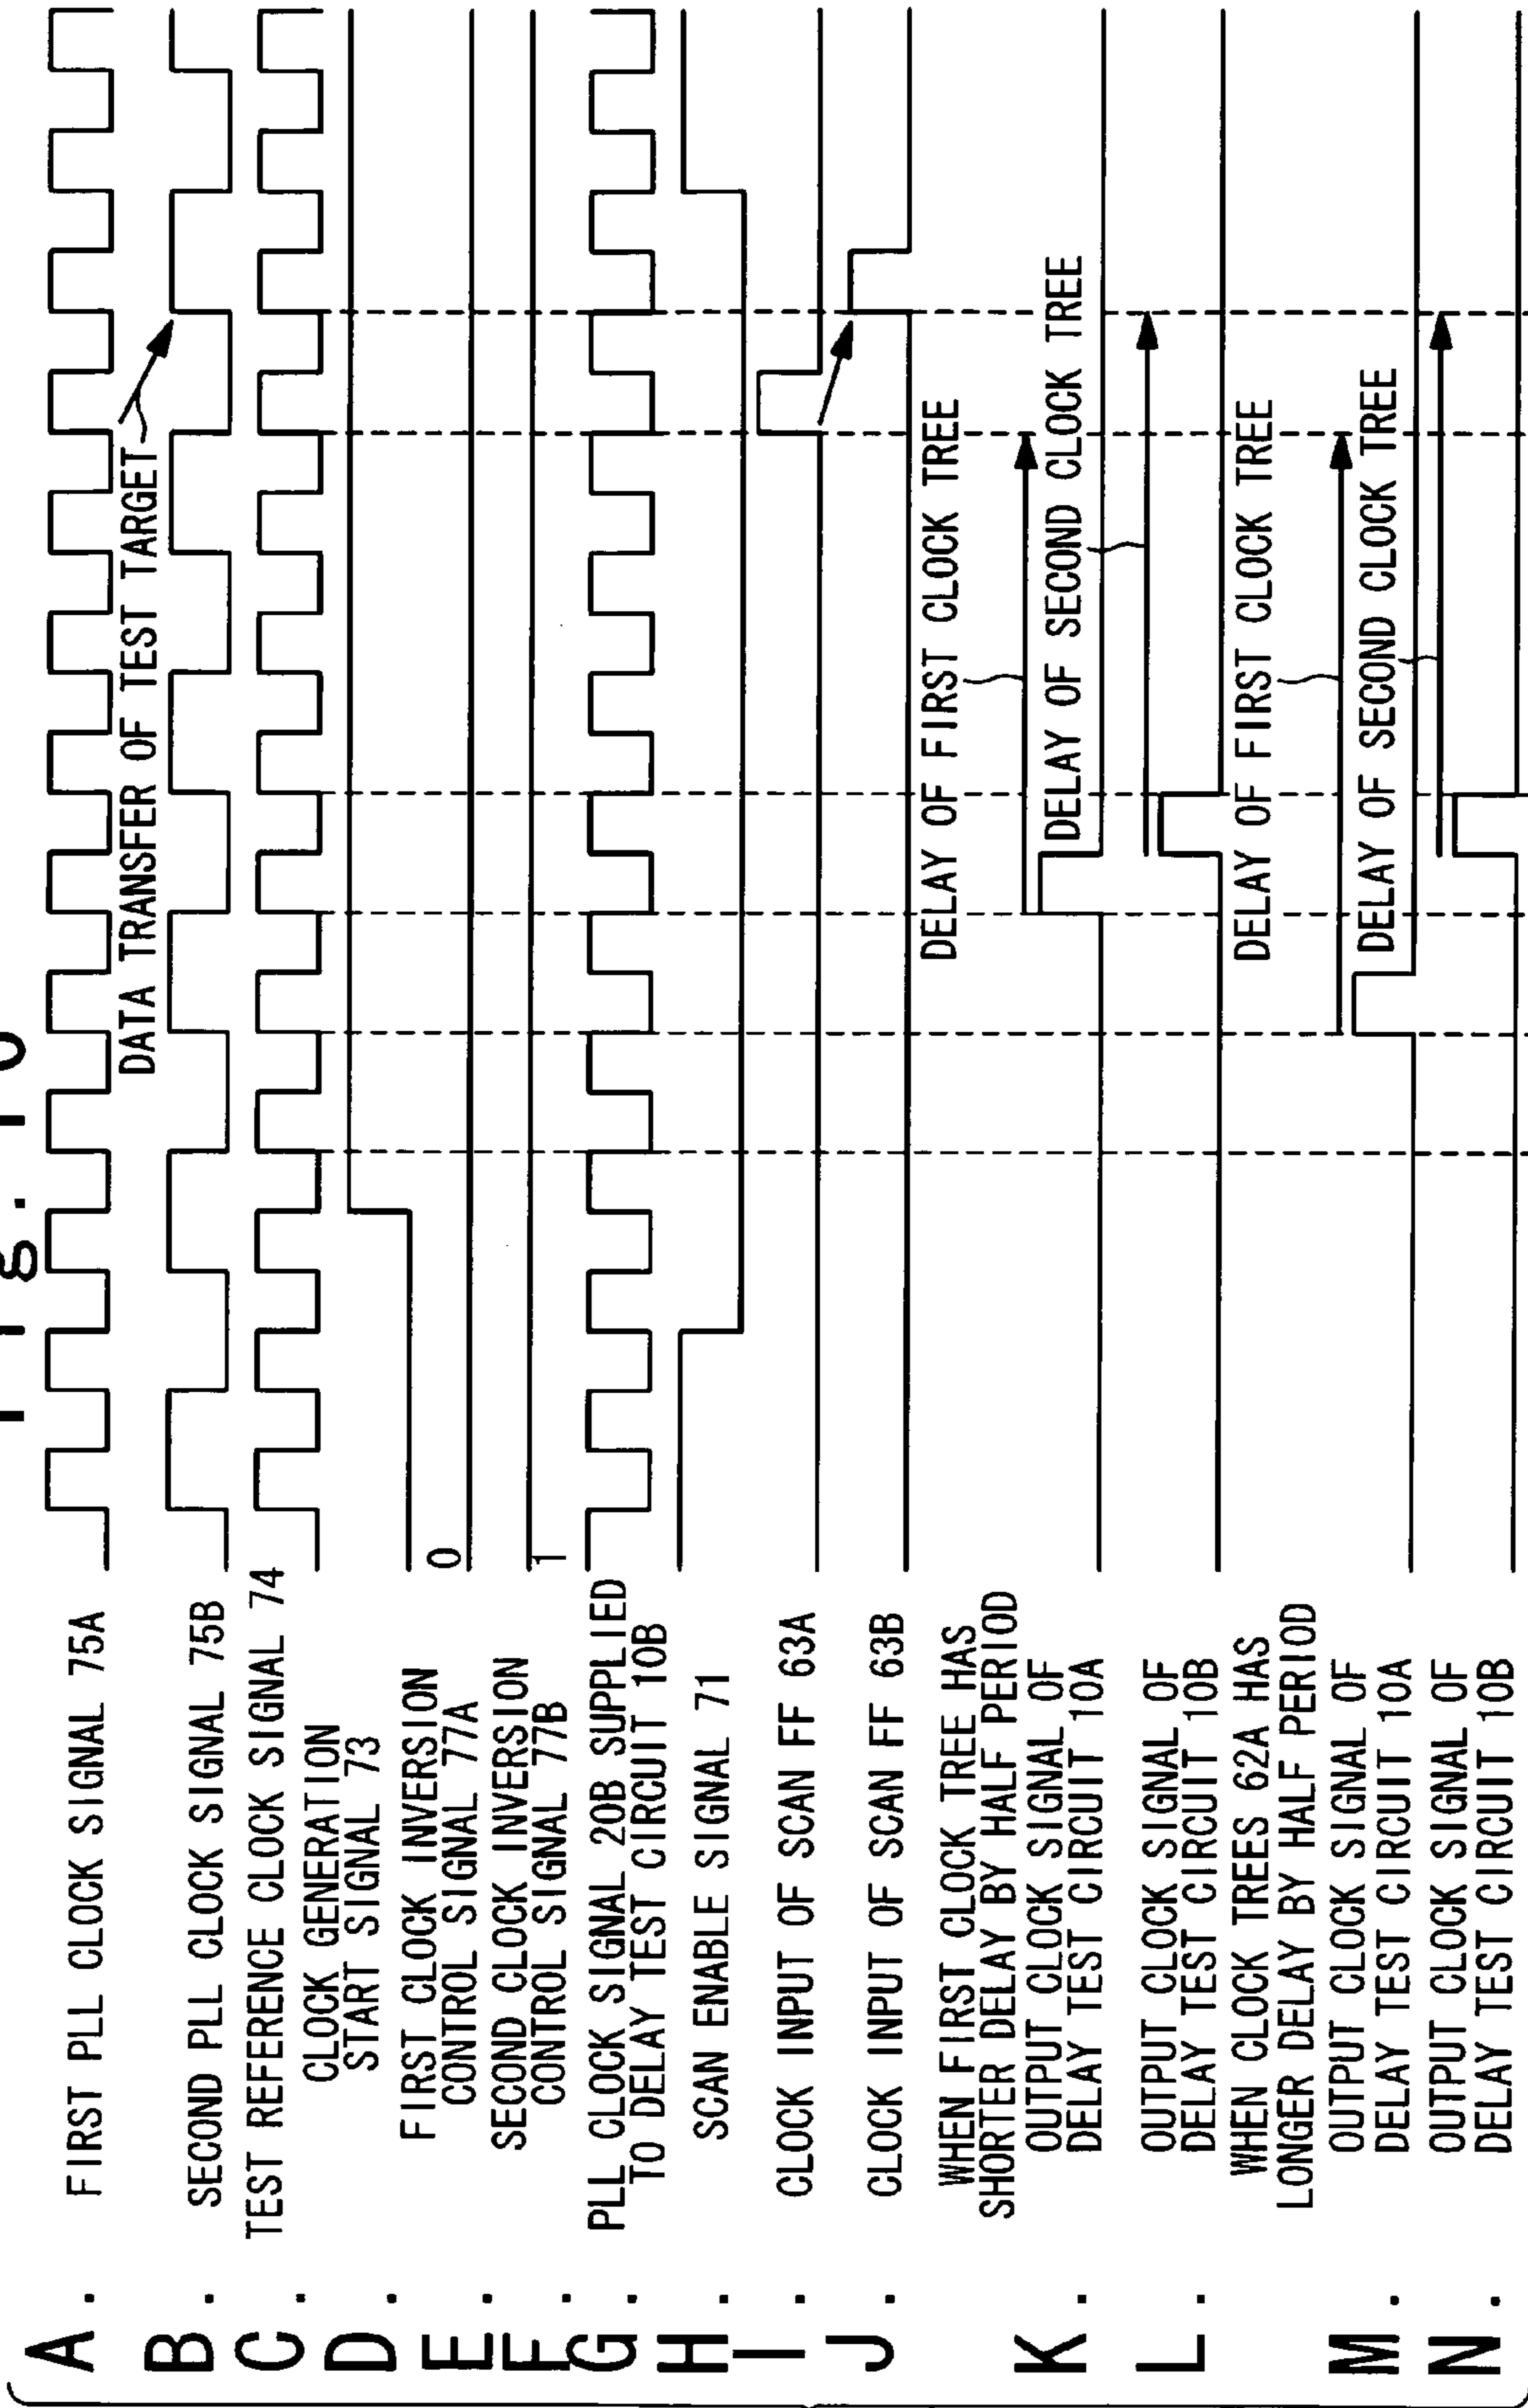 Fig. 10
A. FIRST PLL CLOCK SIGNAL 75A
DATA TRANSFER OF TEST TARGET
B. SECOND PLL CLOCK SIGNAL 75B
C. TEST REFERENCE CLOCK SIGNAL 74
D. CLOCK GENERATION
START SIGNAL 73
E. FIRST CLOCK INVERSION
CONTROL SIGNAL 77A
0
F. SECOND CLOCK INVERSION
CONTROL SIGNAL 77B
1
G. PLL CLOCK SIGNAL 20B SUPPLIED
TO DELAY TEST CIRCUIT 10B
H. SCAN ENABLE SIGNAL 71
I. CLOCK INPUT OF SCAN FF 63A
J. CLOCK INPUT OF SCAN FF 63B
WHEN FIRST CLOCK TREE HAS
SHORTER DELAY BY HALF PERIOD
DELAY OF FIRST CLOCK TREE
K. OUTPUT CLOCK SIGNAL OF
DELAY TEST CIRCUIT 10A
DELAY OF SECOND CLOCK TREE
L. OUTPUT CLOCK SIGNAL OF
DELAY TEST CIRCUIT 10B
WHEN CLOCK TREES 62A HAS
LONGER DELAY BY HALF PERIOD
DELAY OF FIRST CLOCK TREE
M. OUTPUT CLOCK SIGNAL OF
DELAY TEST CIRCUIT 10A
DELAY OF SECOND CLOCK TREE
N. OUTPUT CLOCK SIGNAL OF
DELAY TEST CIRCUIT 10B